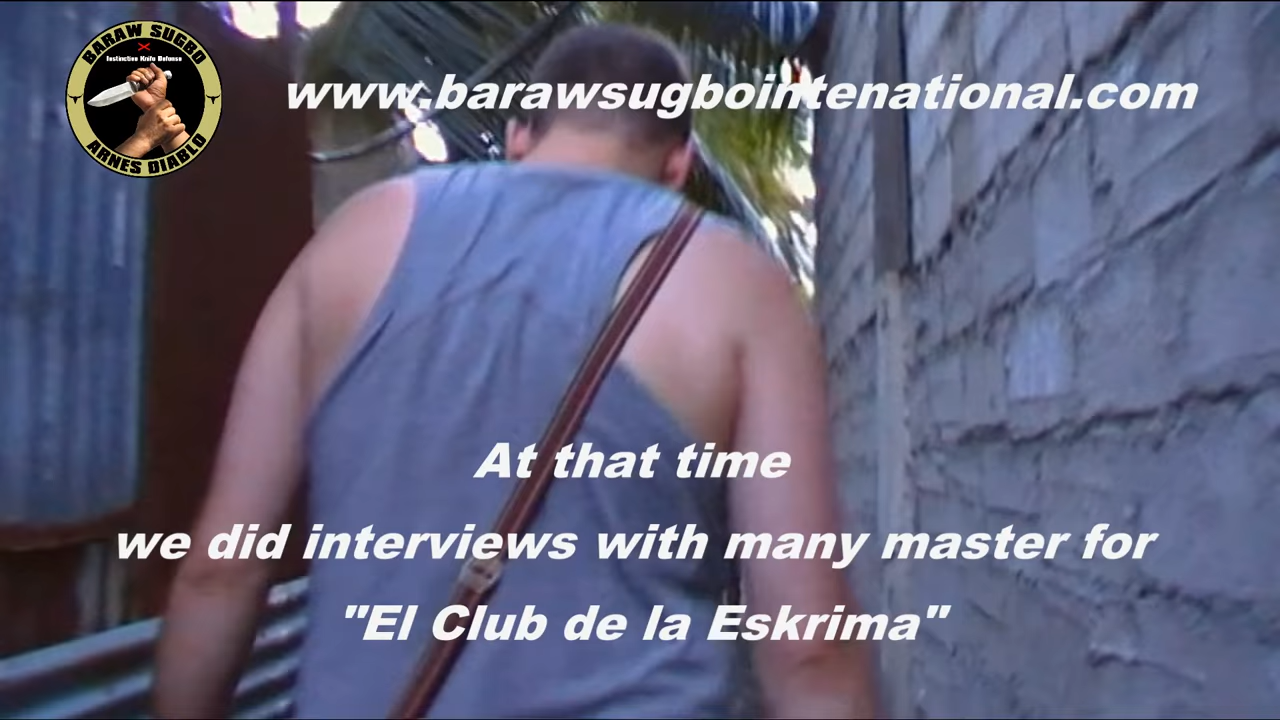 BARAW SUGBO
Instinctive Knife Defense
ARNES DIABLO
www.barawsugbointenational.com
At that time
we did interviews with many master for
"El Club de la Eskrima"